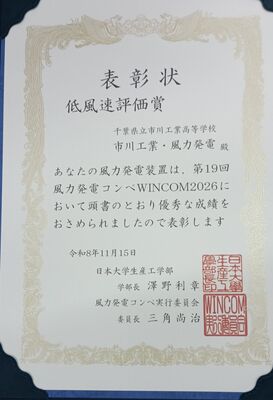 表彰状
低風速評価賞
千葉県立市川工業高等学校
市川工業・風力発電 殿
あなたの風力発電装置は、第19回
風力発電コンペWINCOM2026に
おいて頭書のとおり優秀な成績を
おさめられましたので表彰します
令和8年11月15日
日本大学生産工学部
学部長 澤野利章
風力発電コンペ実行委員会
委員長 三角尚治
WINCOM